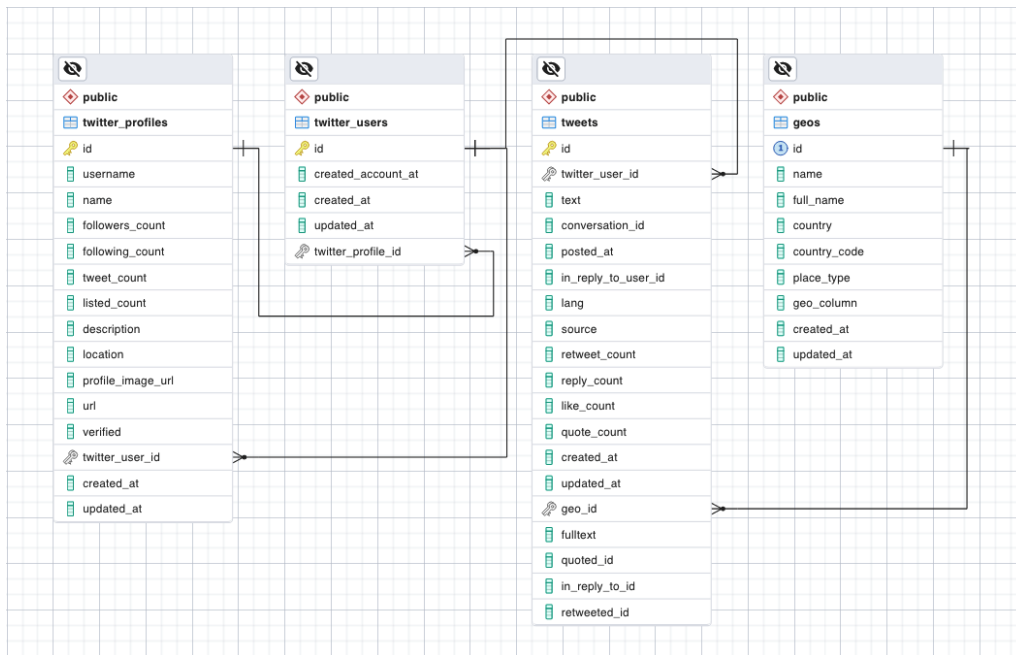 public
twitter_profiles
id
username
name
followers_count
following_count
tweet_count
listed_count
description
location
profile_image_url
url
verified
twitter_user_id
created_at
updated_at
public
twitter_users
id
created_account_at
created_at
updated_at
twitter_profile_id
public
tweets
id
twitter_user_id
text
conversation_id
posted_at
in_reply_to_user_id
lang
source
retweet_count
reply_count
like_count
quote_count
created_at
updated_at
geo_id
fulltext
quoted_id
in_reply_to_id
retweeted_id
public
geos
1 id
name
full_name
country
country_code
place_type
geo_column
created_at
updated_at